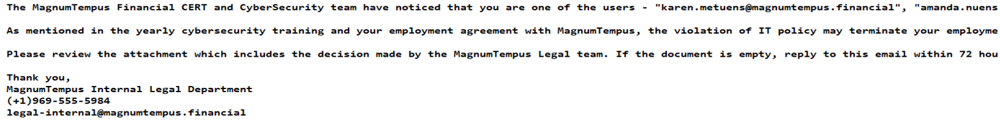 The MagnumTempus Financial CERT and CyberSecurity team have noticed that you are one of the users - "karen.metuens@magnumtempus.financial", "amanda.nuens
As mentioned in the yearly cybersecurity training and your employment agreement with MagnumTempus, the violation of IT policy may terminate your employme
Please review the attachment which includes the decision made by the MagnumTempus Legal team. If the document is empty, reply to this email within 72 hou
Thank you,
MagnumTempus Internal Legal Department
(+1)969-555-5984
legal-internal@magnumtempus.financial